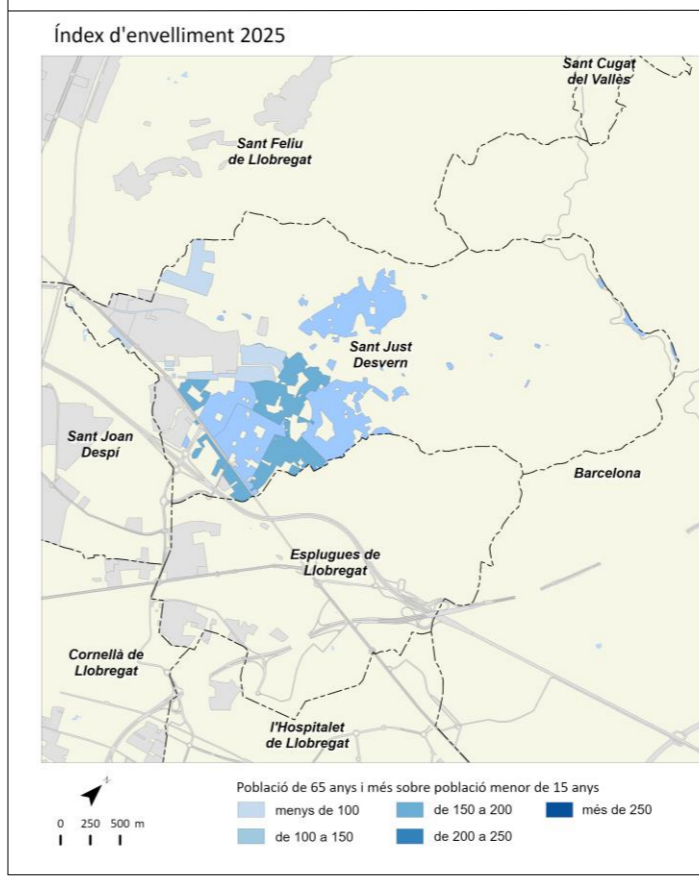 Índex d'envelliment 2025
Sant Cugat
del Vallès
Sant Feliu
de Llobregat
Sant Just
Desvern
Sant Joan
Despí
Barcelona
Esplugues de
Llobregat
Cornellà de
Llobregat
l'Hospitalet
de Llobregat
N
Població de 65 anys i més sobre població menor de 15 anys
menys de 100
de 150 a 200
més de 250
0 250 500 m
de 100 a 150
de 200 a 250